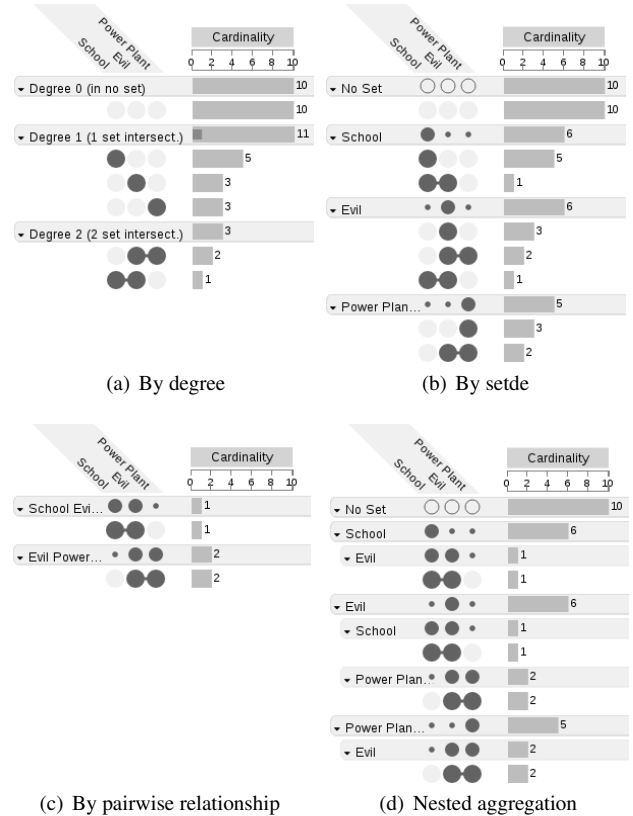 Power Plant
Evil
School
Cardinality
0 2 4 6 8 10
Degree 0 (in no set) 10
10
Degree 1 (1 set intersect.) 11
5
3
3
Degree 2 (2 set intersect.) 3
2
1
(a) By degree
Power Plant
Evil
School
Cardinality
0 2 4 6 8 10
No Set 10
10
School 6
5
1
Evil 6
3
2
1
Power Plan... 5
3
2
(b) By setde
Power Plant
Evil
School
Cardinality
0 2 4 6 8 10
School Evi... 1
1
Evil Power... 2
2
(c) By pairwise relationship
Power Plant
Evil
School
Cardinality
0 2 4 6 8 10
No Set 10
School 6
Evil 1
1
Evil 6
School 1
1
Power Plan... 2
2
Power Plan... 5
Evil 2
2
(d) Nested aggregation